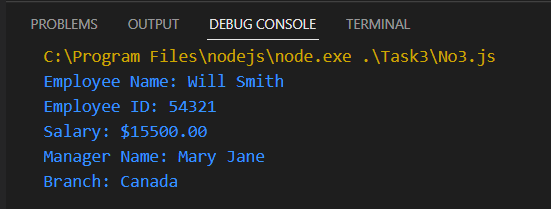 PROBLEMS OUTPUT DEBUG CONSOLE TERMINAL
C:\Program Files\nodejs\node.exe .\Task3\No3.js
Employee Name: Will Smith
Employee ID: 54321
Salary: $15500.00
Manager Name: Mary Jane
Branch: Canada